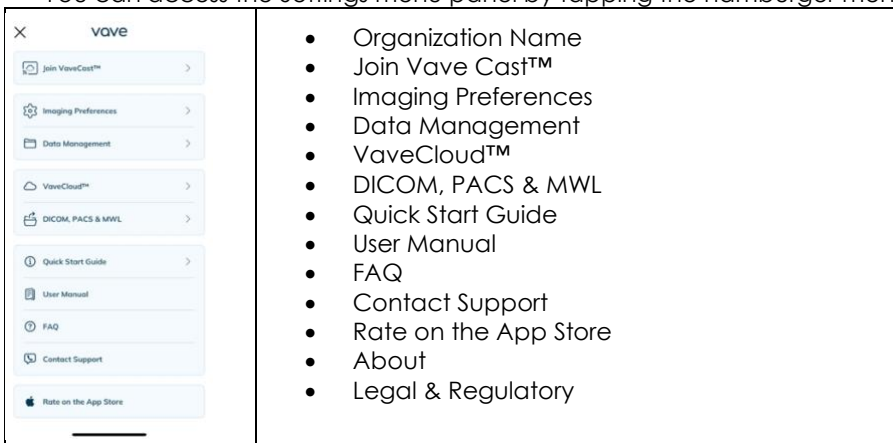 You can access the settings menu panel by tapping the hamburger men
vave
Join VaveCast™
Imaging Preferences
Data Management
VaveCloud™
DICOM, PACS & MWL
Quick Start Guide
User Manual
FAQ
Contact Support
Rate on the App Store
• Organization Name
• Join Vave Cast™
• Imaging Preferences
• Data Management
• VaveCloud™
• DICOM, PACS & MWL
• Quick Start Guide
• User Manual
• FAQ
• Contact Support
• Rate on the App Store
• About
• Legal & Regulatory